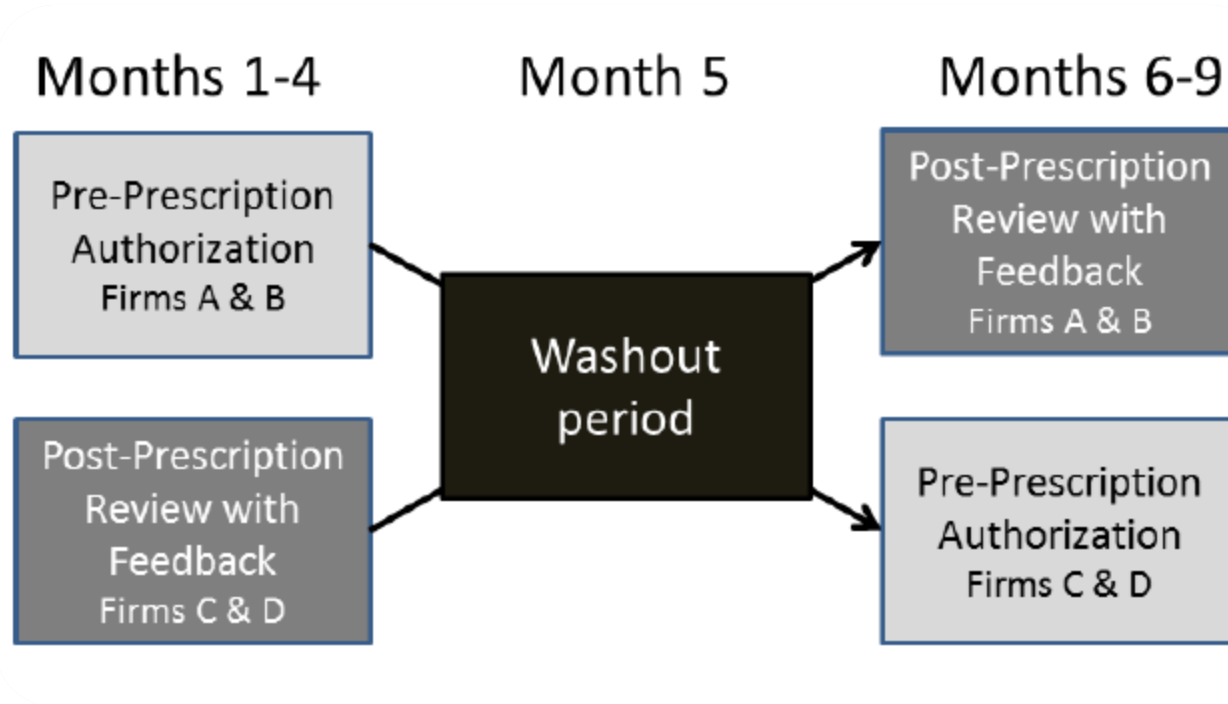 Months 1-4
Month 5
Months 6-9
Pre-Prescription
Authorization
Firms A & B
Post-Prescription
Review with
Feedback
Firms C & D
Washout
period
Post-Prescription
Review with
Feedback
Firms A & B
Pre-Prescription
Authorization
Firms C & D